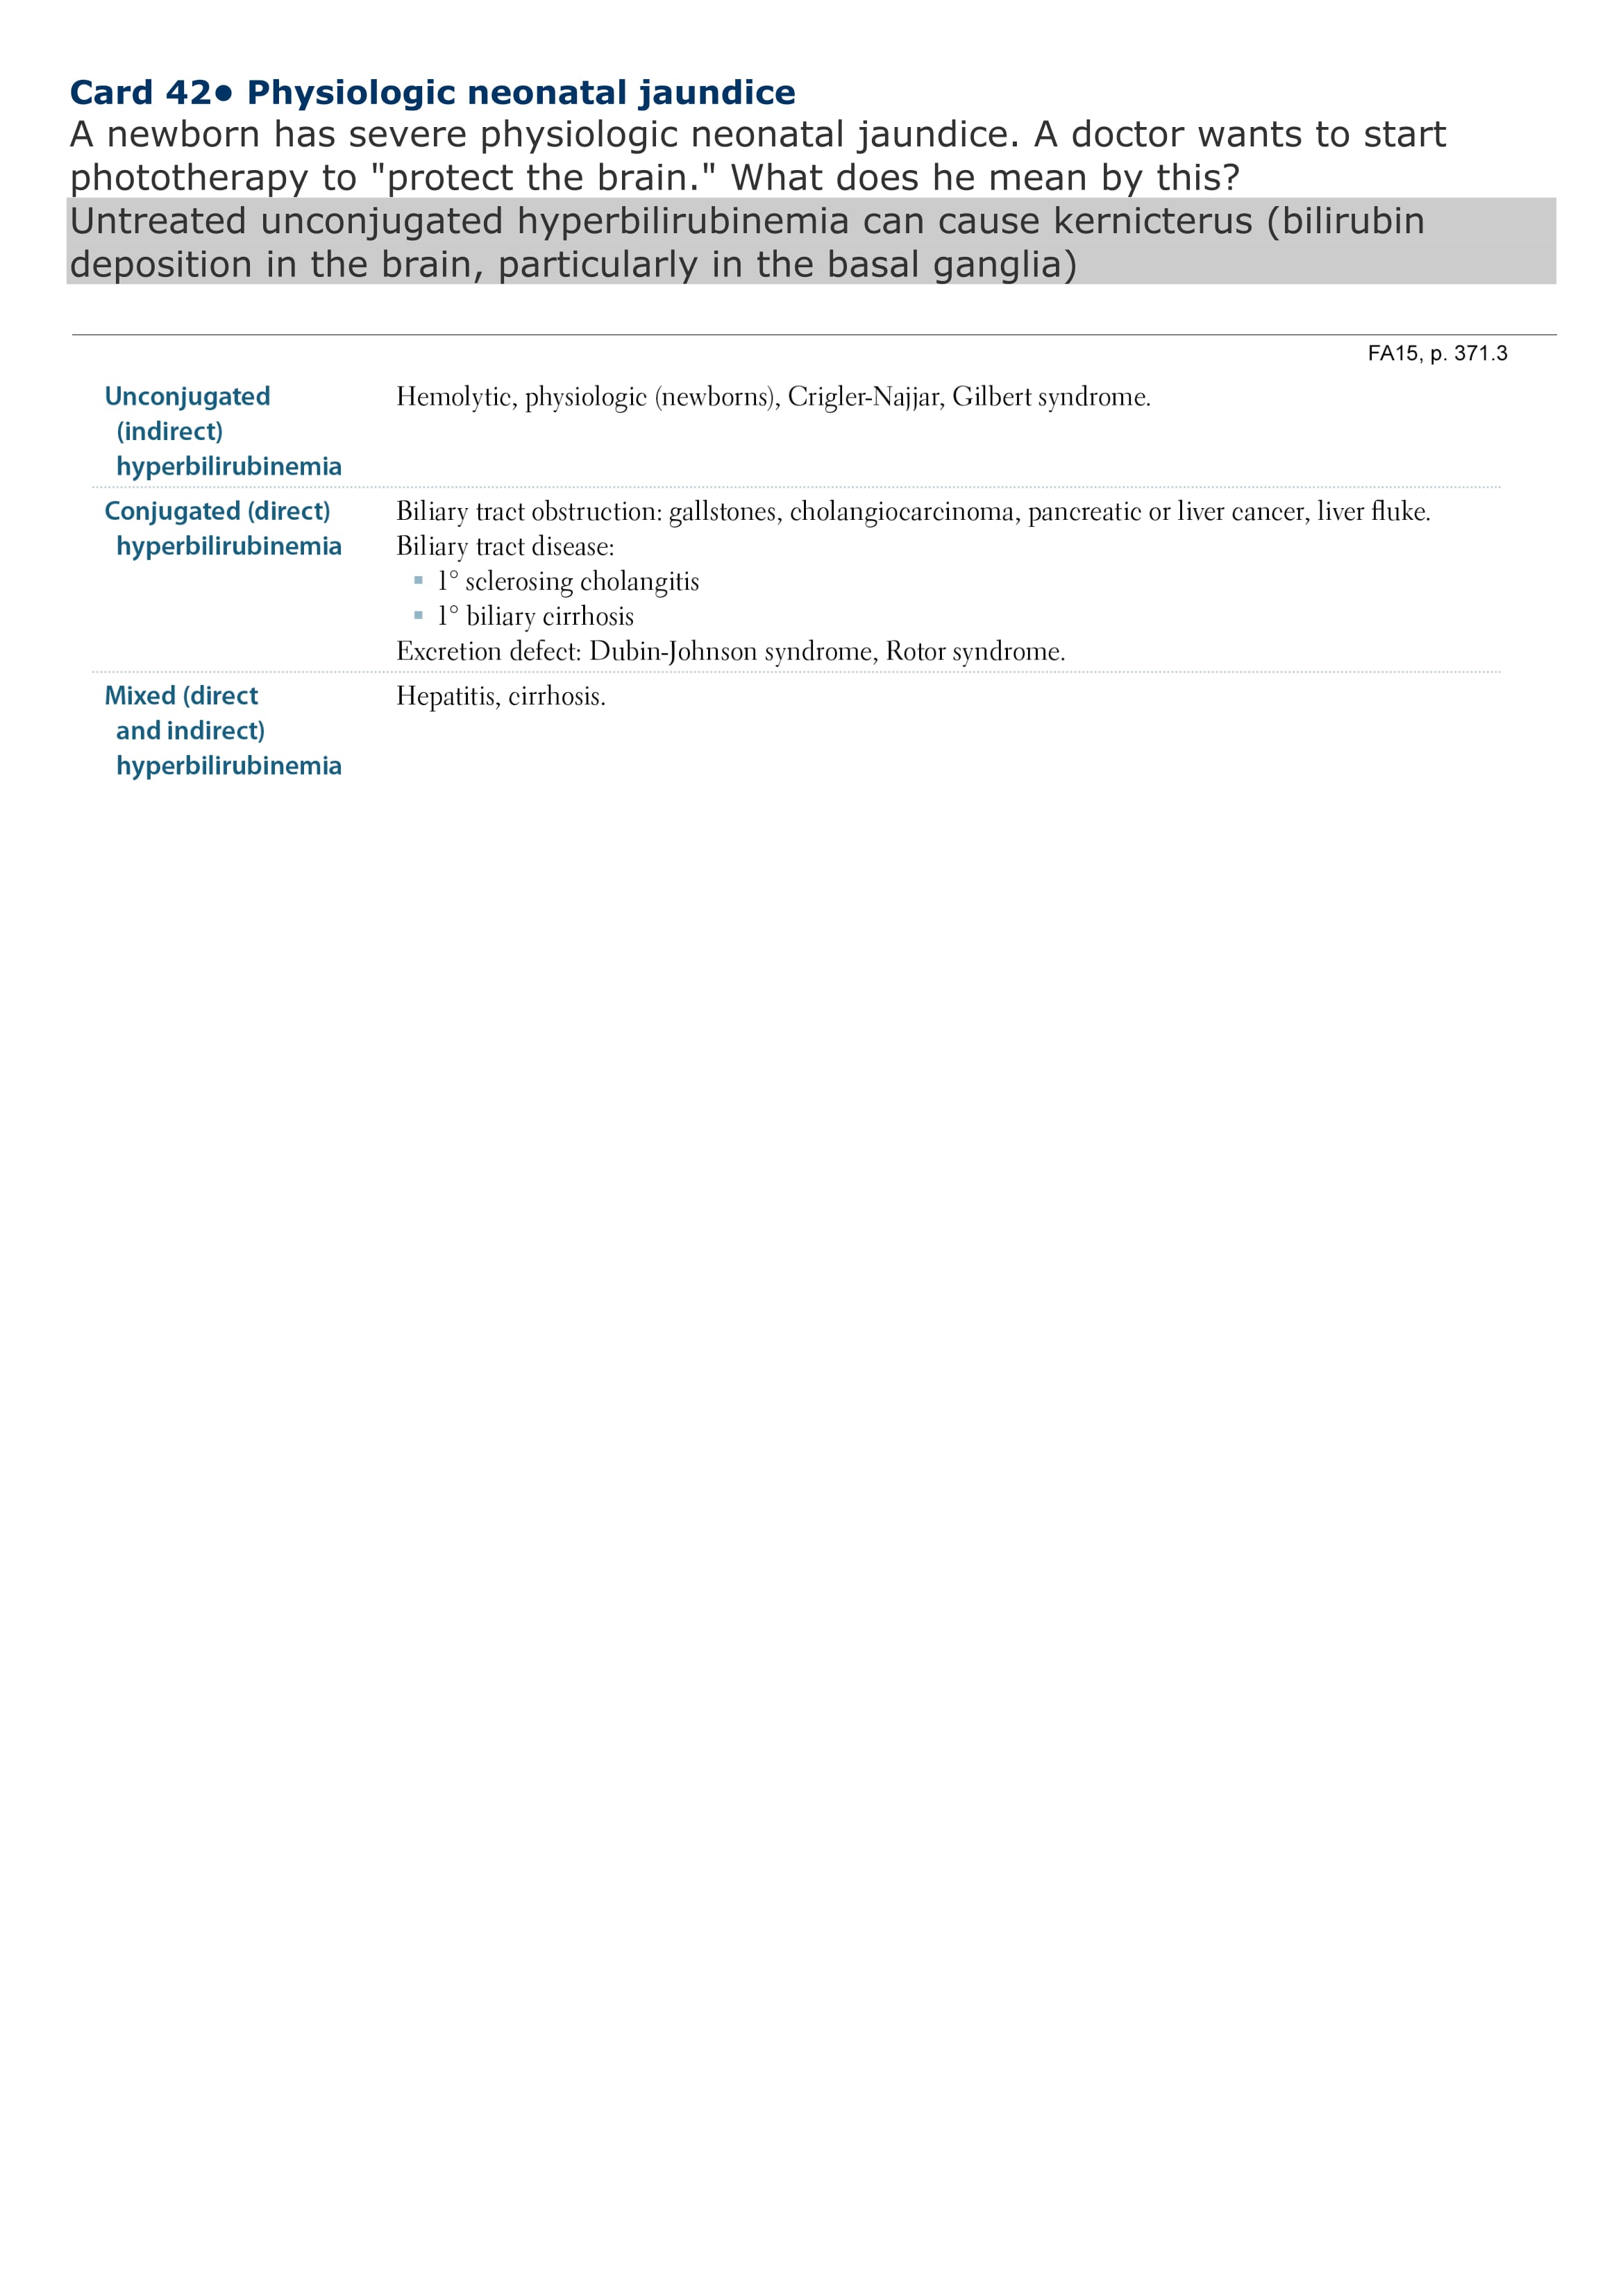 Card 42• Physiologic neonatal jaundice
A newborn has severe physiologic neonatal jaundice. A doctor wants to start
phototherapy to "protect the brain." What does he mean by this?
Untreated unconjugated hyperbilirubinemia can cause kernicterus (bilirubin
deposition in the brain, particularly in the basal ganglia)
FA15, p. 371.3
Unconjugated
(indirect)
hyperbilirubinemia
Hemolytic, physiologic (newborns), Crigler-Najjar, Gilbert syndrome.
Conjugated (direct)
hyperbilirubinemia
Biliary tract obstruction: gallstones, cholangiocarcinoma, pancreatic or liver cancer, liver fluke.
Biliary tract disease:
▪ 1° sclerosing cholangitis
▪ 1° biliary cirrhosis
Excretion defect: Dubin-Johnson syndrome, Rotor syndrome.
Mixed (direct
and indirect)
hyperbilirubinemia
Hepatitis, cirrhosis.